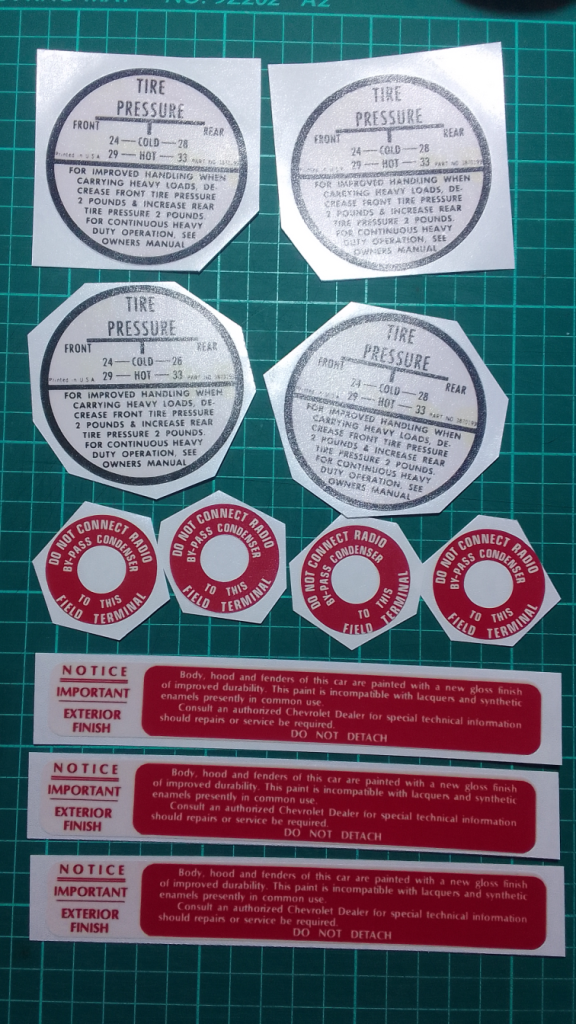 NO. 92202 A2
TIRE
PRESSURE
FRONT REAR
24 — COLD — 28
29 — HOT — 33
FOR IMPROVED HANDLING WHEN
CARRYING HEAVY LOADS, DE-
CREASE FRONT TIRE PRESSURE
2 POUNDS & INCREASE REAR
TIRE PRESSURE 2 POUNDS.
FOR CONTINUOUS HEAVY
DUTY OPERATION, SEE
OWNERS MANUAL
TIRE
PRESSURE
FRONT REAR
24 — COLD — 28
29 — HOT — 33
FOR IMPROVED HANDLING WHEN
CARRYING HEAVY LOADS, DE-
CREASE FRONT TIRE PRESSURE
2 POUNDS & INCREASE REAR
TIRE PRESSURE 2 POUNDS.
FOR CONTINUOUS HEAVY
DUTY OPERATION, SEE
OWNERS MANUAL
TIRE
PRESSURE
FRONT REAR
24 — COLD — 26
29 — HOT — 33
FOR IMPROVED HANDLING WHEN
CARRYING HEAVY LOADS, DE-
CREASE FRONT TIRE PRESSURE
2 POUNDS & INCREASE REAR
TIRE PRESSURE 2 POUNDS.
FOR CONTINUOUS HEAVY
DUTY OPERATION, SEE
OWNERS MANUAL
TIRE
PRESSURE
FRONT REAR
24 — COLD — 28
29 — HOT — 33
FOR IMPROVED HANDLING WHEN
CARRYING HEAVY LOADS, DE-
CREASE FRONT TIRE PRESSURE
2 POUNDS & INCREASE REAR
TIRE PRESSURE 2 POUNDS.
FOR CONTINUOUS HEAVY
DUTY OPERATION, SEE
OWNERS MANUAL
DO NOT CONNECT RADIO
BY-PASS CONDENSER
TO THIS
FIELD TERMINAL
DO NOT CONNECT RADIO
BY-PASS CONDENSER
TO THIS
FIELD TERMINAL
DO NOT CONNECT RADIO
BY-PASS CONDENSER
TO THIS
FIELD TERMINAL
DO NOT CONNECT RADIO
BY-PASS CONDENSER
TO THIS
FIELD TERMINAL
NOTICE
IMPORTANT
EXTERIOR
FINISH
Body, hood and fenders of this car are painted with a new gloss finish
of improved durability. This paint is incompatible with lacquers and synthetic
enamels presently in common use.
Consult an authorized Chevrolet Dealer for special technical information
should repairs or service be required.
DO NOT DETACH
NOTICE
IMPORTANT
EXTERIOR
FINISH
Body, hood and fenders of this car are painted with a new gloss finish
of improved durability. This paint is incompatible with lacquers and synthetic
enamels presently in common use.
Consult an authorized Chevrolet Dealer for special technical information
should repairs or service be required.
DO NOT DETACH
NOTICE
IMPORTANT
EXTERIOR
FINISH
Body, hood and fenders of this car are painted with a new gloss finish
of improved durability. This paint is incompatible with lacquers and synthetic
enamels presently in common use.
Consult an authorized Chevrolet Dealer for special technical information
should repairs or service be required.
DO NOT DETACH